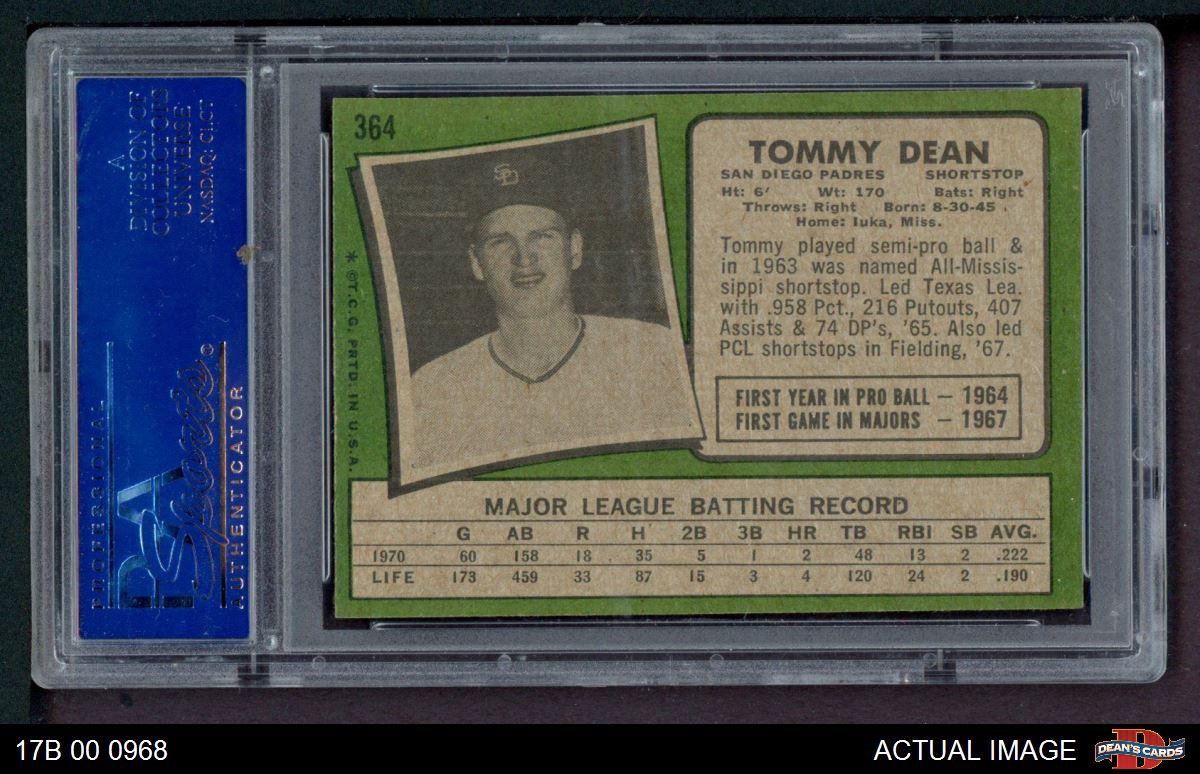 A
DIVISION OF
COLLECTORS
UNIVERSE
NASDAQ: CLCT
PROFESSIONAL
PSA
Sports ©
AUTHENTICATOR
364
SD
* ©T.C.G. PRTD. IN U.S.A.
TOMMY DEAN
SAN DIEGO PADRES SHORTSTOP
Ht: 6' Wt: 170 Bats: Right
Throws: Right Born: 8-30-45
Home: Iuka, Miss.
Tommy played semi-pro ball &
in 1963 was named All-Missis-
sippi shortstop. Led Texas Lea.
with .958 Pct., 216 Putouts, 407
Assists & 74 DP's, '65. Also led
PCL shortstops in Fielding, '67.
FIRST YEAR IN PRO BALL — 1964
FIRST GAME IN MAJORS — 1967
MAJOR LEAGUE BATTING RECORD
G AB R H 2B 3B HR TB RBI SB AVG.
1970 60 158 18 35 5 1 2 48 13 2 .222
LIFE 173 459 33 87 15 3 4 120 24 2 .190
17B 00 0968
ACTUAL IMAGE
D
DEAN'S CARDS